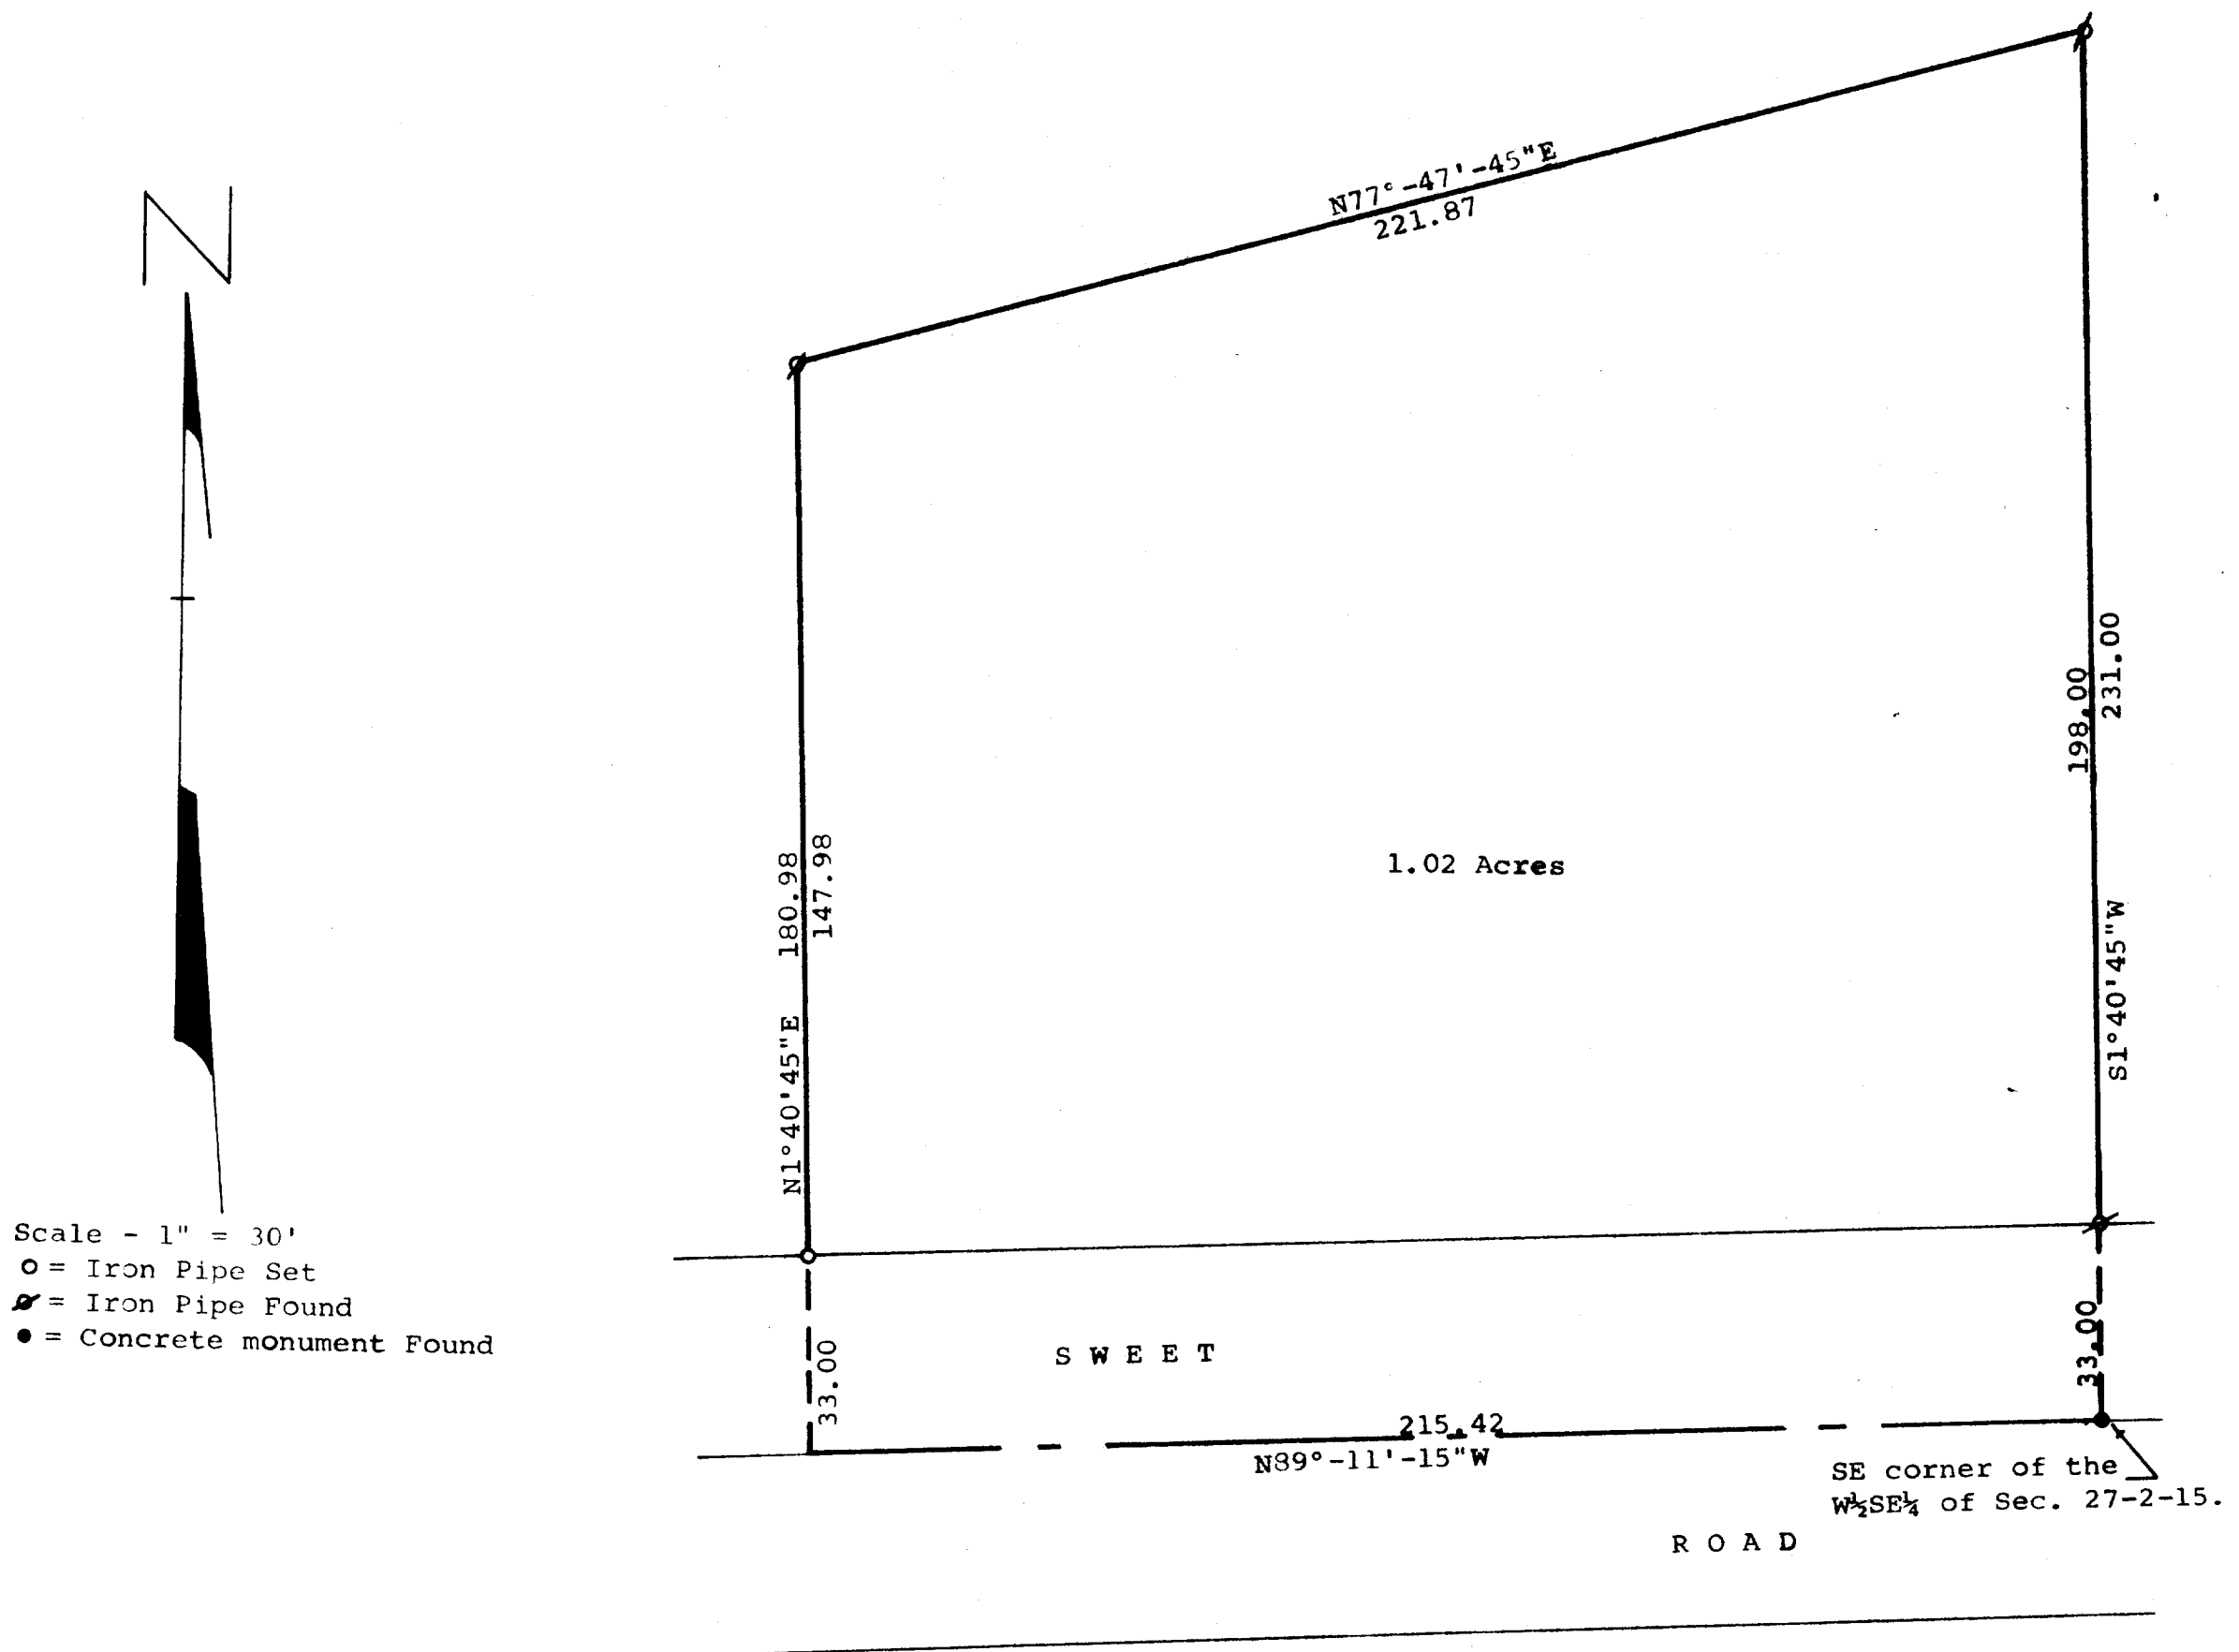 N
N77°-47'-45"E
221.87
198.00
231.00
S1°40'45"W
180.98
147.98
N1°40'45"E
1.02 Acres
Scale - 1" = 30'
o = Iron Pipe Set
ø = Iron Pipe Found
● = Concrete monument Found
33.00
33.00
SWEET
215.42
N89°-11'-15"W
SE corner of the
W½SE¼ of Sec. 27-2-15.
ROAD